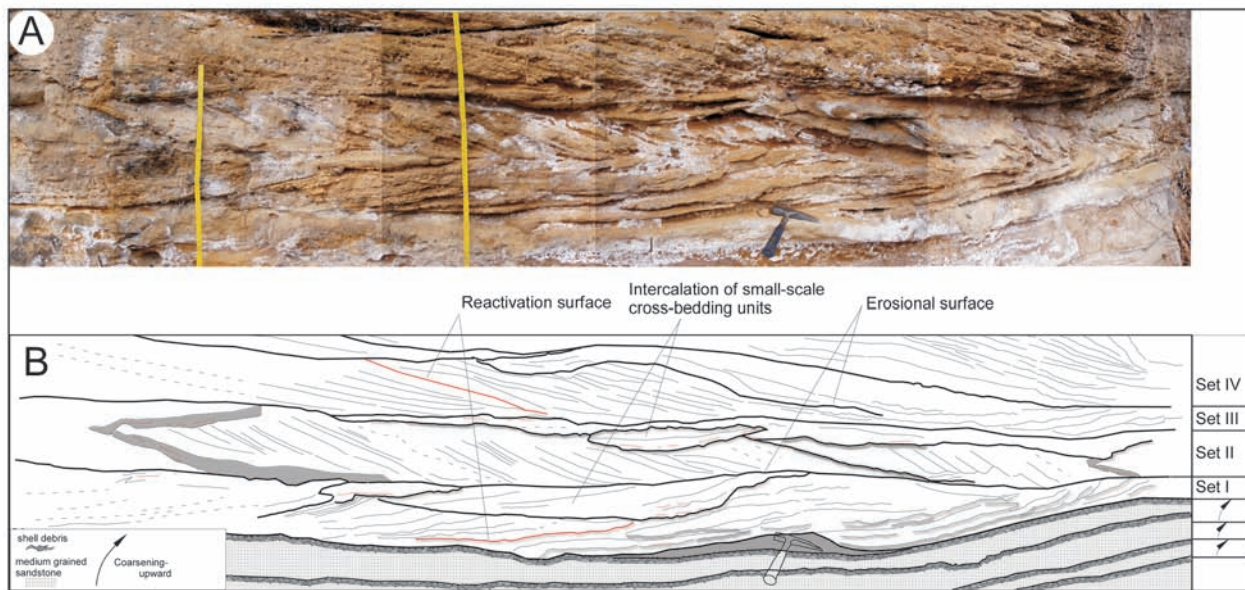 A
Reactivation surface
Intercalation of small-scale
cross-bedding units
Erosional surface
B
Set IV
Set III
Set II
Set I
shell debris
medium grained
sandstone
Coarsening-
upward